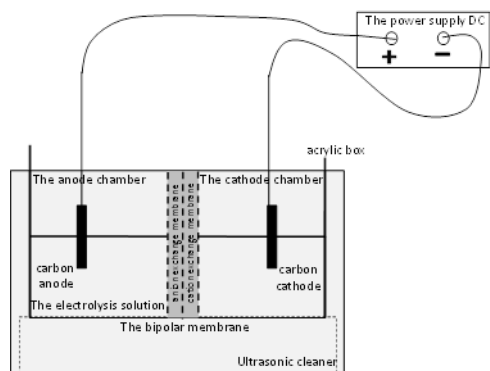 The power supply DC
+ −
acrylic box
The anode chamber
The cathode chamber
anion exchange membrane
cation exchange membrane
carbon
anode
carbon
cathode
The electrolysis solution
The bipolar membrane
Ultrasonic cleaner